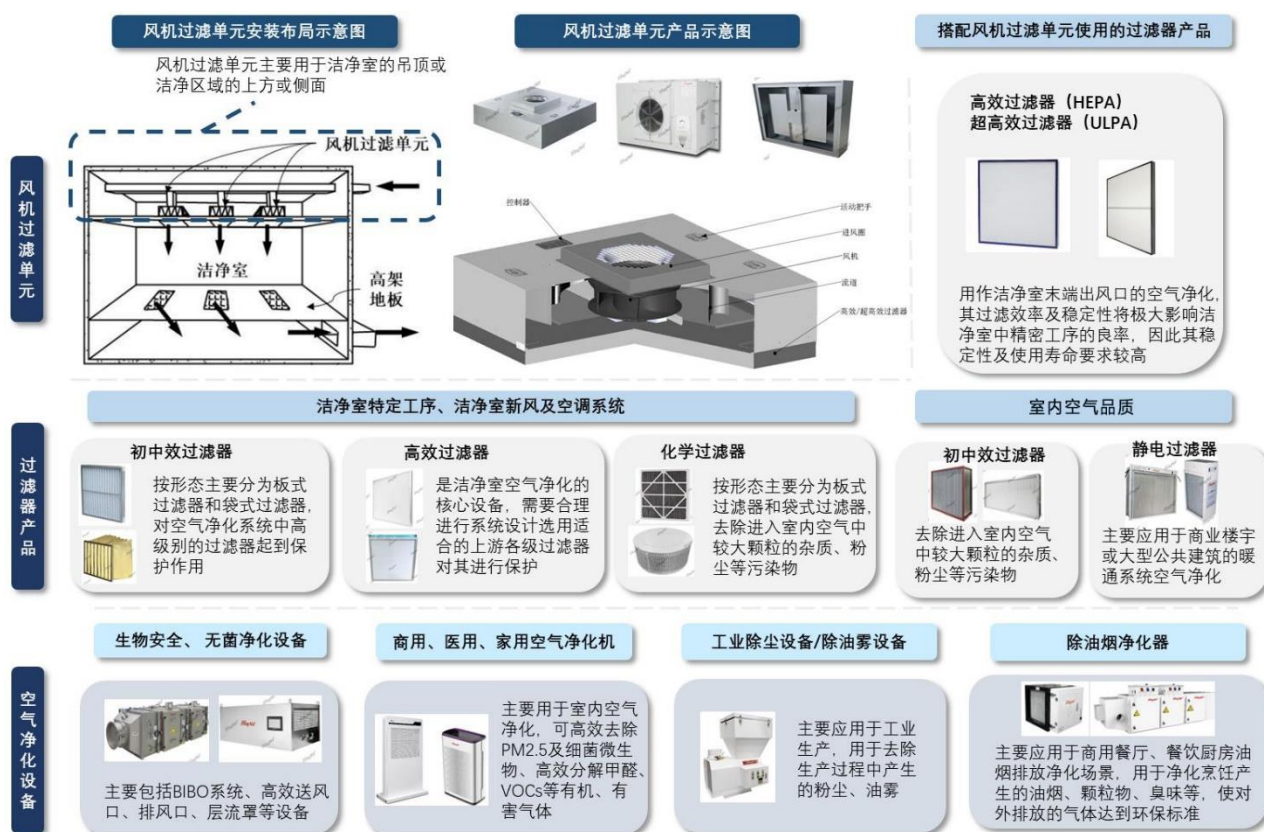 风机过滤单元安装布局示意图
风机过滤单元主要用于洁净室的吊顶或
洁净区域的上方或侧面
风机过滤单元
洁净室
高架
地板
风机过滤单元产品示意图
控制器
活动把手
进风圈
风机
流道
高效/超高效过滤器
搭配风机过滤单元使用的过滤器产品
高效过滤器（HEPA）
超高效过滤器（ULPA）
用作洁净室末端出风口的空气净化,
其过滤效率及稳定性将极大影响洁
净室中精密工序的良率，因此其稳
定性及使用寿命要求较高
风机过滤单元
过滤器产品
洁净室特定工序、洁净室新风及空调系统
初中效过滤器
按形态主要分为板式
过滤器和袋式过滤器,
对空气净化系统中高
级别的过滤器起到保
护作用
高效过滤器
是洁净室空气净化的
核心设备，需要合理
进行系统设计选用适
合的上游各级过滤器
对其进行保护
化学过滤器
按形态主要分为板式
过滤器和袋式过滤器,
去除进入室内空气中
较大颗粒的杂质、粉
尘等污染物
室内空气品质
初中效过滤器
去除进入室内空气
中较大颗粒的杂质、
粉尘等污染物
静电过滤器
主要应用于商业楼宇
或大型公共建筑的暖
通系统空气净化
空气净化设备
生物安全、无菌净化设备
主要包括BIBO系统、高效送风
口、排风口、层流罩等设备
商用、医用、家用空气净化机
主要用于室内空气
净化，可高效去除
PM2.5及细菌微生
物、高效分解甲醛、
VOCs等有机、有
害气体
工业除尘设备/除油雾设备
主要应用于工业
生产，用于去除
生产过程中产生
的粉尘、油雾
除油烟净化器
主要应用于商用餐厅、餐饮厨房油
烟排放净化场景，用于净化烹饪产
生的油烟、颗粒物、臭味等，使对
外排放的气体达到环保标准